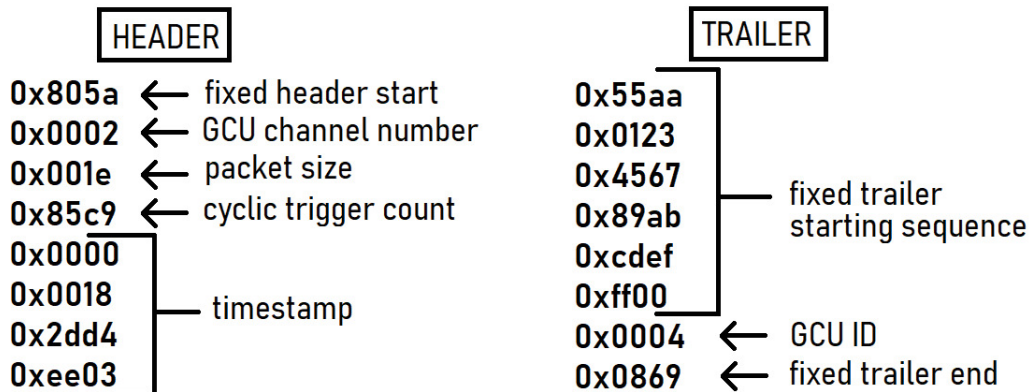 HEADER
0x805a fixed header start
0x0002 GCU channel number
0x001e packet size
0x85c9 cyclic trigger count
0x0000
0x0018
timestamp
0x2dd4
0xee03
TRAILER
0x55aa
0x0123
0x4567
fixed trailer
starting sequence
0x89ab
0xcdef
0xff00
0x0004 GCU ID
0x0869 fixed trailer end